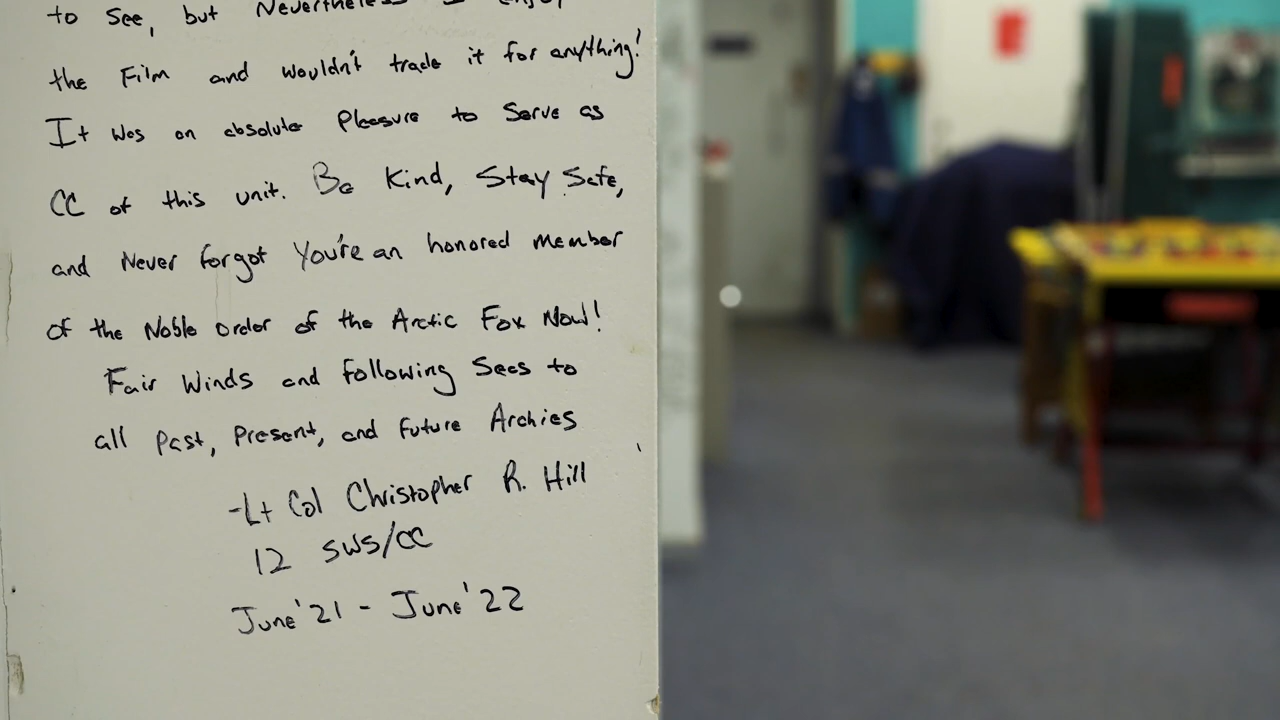 to See, but Nevertheless I enjoy
the Film and wouldn't trade it for anything!
It was an absolute Pleasure to Serve as
CC of this unit. Be Kind, Stay Safe,
and Never forget You're an honored member
of the Noble order of the Arctic Fox Now!
Fair Winds and following Seas to
all Past, Present, and future Archies
-Lt Col Christopher R. Hill
12 SWS/CC
June '21 - June '22